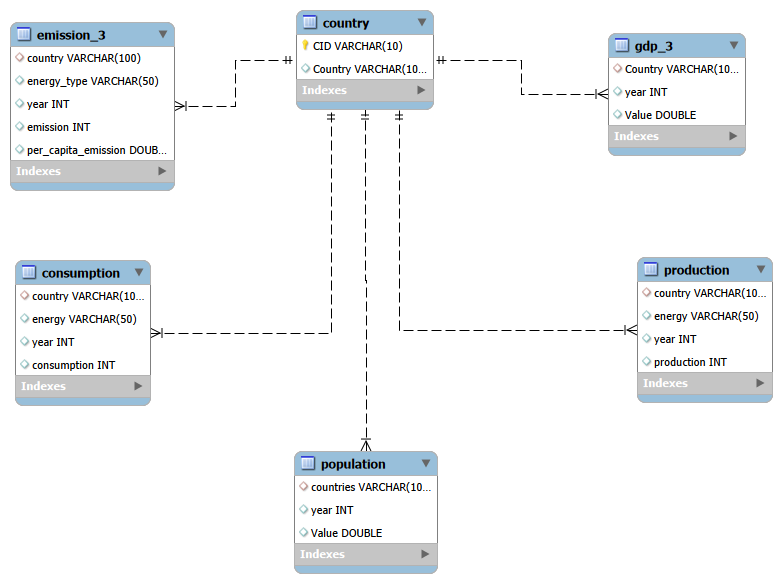 emission_3
country VARCHAR(100)
energy_type VARCHAR(50)
year INT
emission INT
per_capita_emission DOUB...
Indexes
country
CID VARCHAR(10)
Country VARCHAR(10...
Indexes
gdp_3
Country VARCHAR(10...
year INT
Value DOUBLE
Indexes
consumption
country VARCHAR(10...
energy VARCHAR(50)
year INT
consumption INT
Indexes
production
country VARCHAR(10...
energy VARCHAR(50)
year INT
production INT
Indexes
population
countries VARCHAR(10...
year INT
Value DOUBLE
Indexes